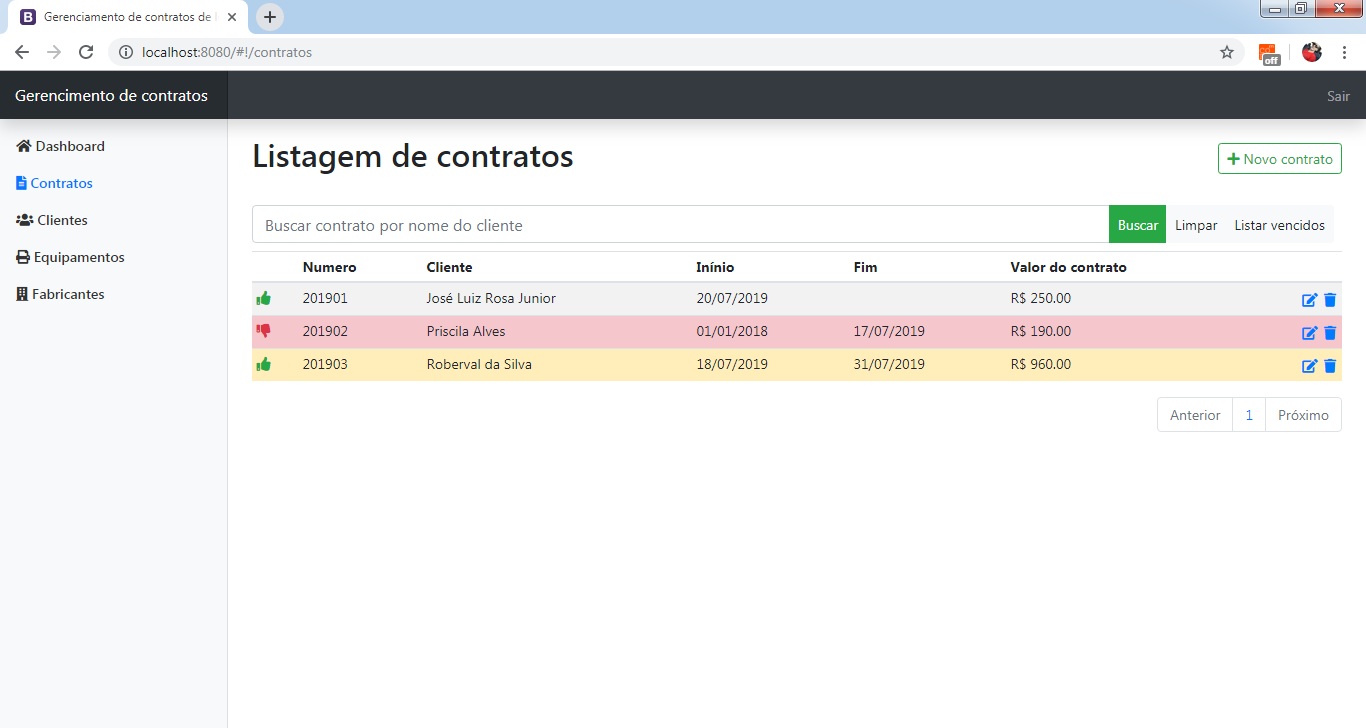 Gerenciamento de contratos de
localhost:8080/#!/contratos
off
Gerencimento de contratos
Sair
Dashboard
Contratos
Clientes
Equipamentos
Fabricantes
Listagem de contratos
Novo contrato
Buscar contrato por nome do cliente
Buscar Limpar Listar vencidos
Numero Cliente Inínio Fim Valor do contrato
201901 José Luiz Rosa Junior 20/07/2019 R$ 250.00
201902 Priscila Alves 01/01/2018 17/07/2019 R$ 190.00
201903 Roberval da Silva 18/07/2019 31/07/2019 R$ 960.00
Anterior 1 Próximo